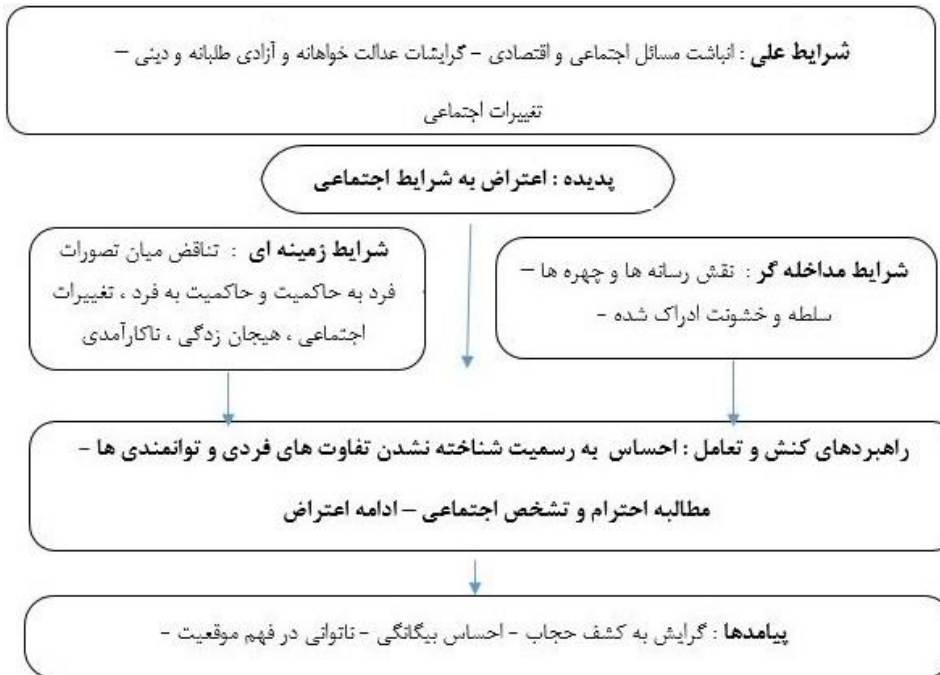 شرایط علی : انباشت مسائل اجتماعی و اقتصادی – گرایشات عدالت خواهانه و آزادی طلبانه و دینی –
تغییرات اجتماعی
پدیده : اعتراض به شرایط اجتماعی
شرایط مداخله گر : نقش رسانه ها و چهره ها –
سلطه و خشونت ادراک شده -
شرایط زمینه ای : تناقض میان تصورات
فرد به حاکمیت و حاکمیت به فرد ، تغییرات
اجتماعی ، هیجان زدگی ، ناکارآمدی
راهبردهای کنش و تعامل : احساس به رسمیت شناخته نشدن تفاوت های فردی و توانمندی ها -
مطالبه احترام و تشخص اجتماعی – ادامه اعتراض
پیامدها : گرایش به کشف حجاب - احساس بیگانگی - ناتوانی در فهم موقعیت -